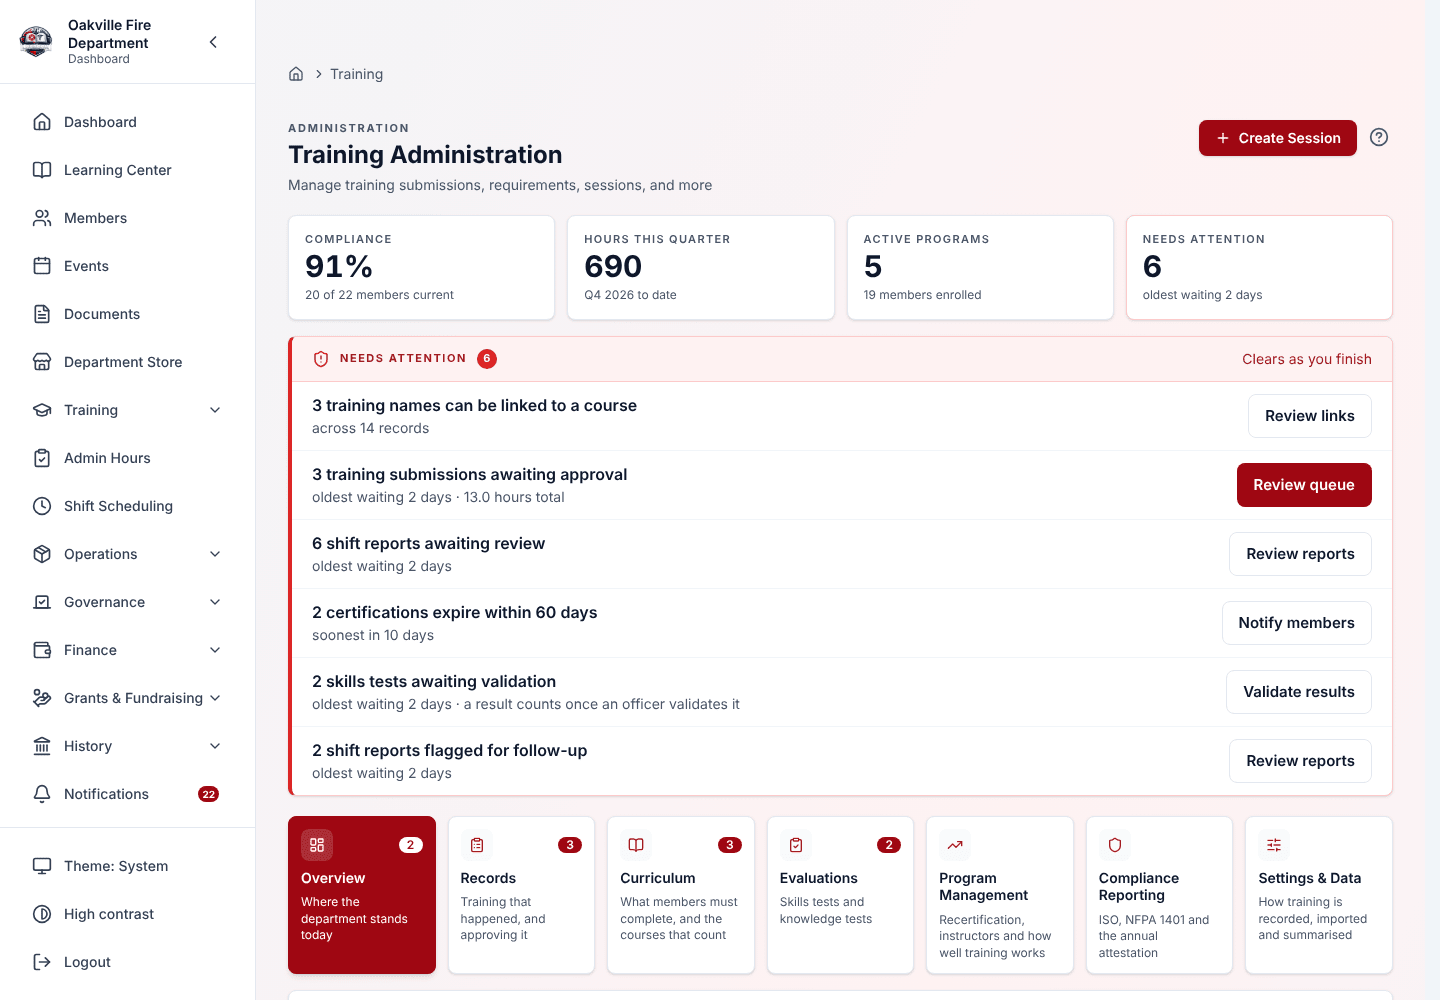 Oakville Fire
Department
Dashboard
Dashboard
Learning Center
Members
Events
Documents
Department Store
Training
Admin Hours
Shift Scheduling
Operations
Governance
Finance
Grants & Fundraising
History
Notifications
22
Theme: System
High contrast
Logout
Training
ADMINISTRATION
Training Administration
Manage training submissions, requirements, sessions, and more
Create Session
COMPLIANCE
91%
20 of 22 members current
HOURS THIS QUARTER
690
Q4 2026 to date
ACTIVE PROGRAMS
5
19 members enrolled
NEEDS ATTENTION
6
oldest waiting 2 days
NEEDS ATTENTION 6
Clears as you finish
3 training names can be linked to a course
across 14 records
Review links
3 training submissions awaiting approval
oldest waiting 2 days · 13.0 hours total
Review queue
6 shift reports awaiting review
oldest waiting 2 days
Review reports
2 certifications expire within 60 days
soonest in 10 days
Notify members
2 skills tests awaiting validation
oldest waiting 2 days · a result counts once an officer validates it
Validate results
2 shift reports flagged for follow-up
oldest waiting 2 days
Review reports
2
Overview
Where the
department stands
today
3
Records
Training that
happened, and
approving it
3
Curriculum
What members must
complete, and the
courses that count
2
Evaluations
Skills tests and
knowledge tests
Program
Management
Recertification,
instructors and how
well training works
Compliance
Reporting
ISO, NFPA 1401 and
the annual
attestation
Settings & Data
How training is
recorded, imported
and summarised